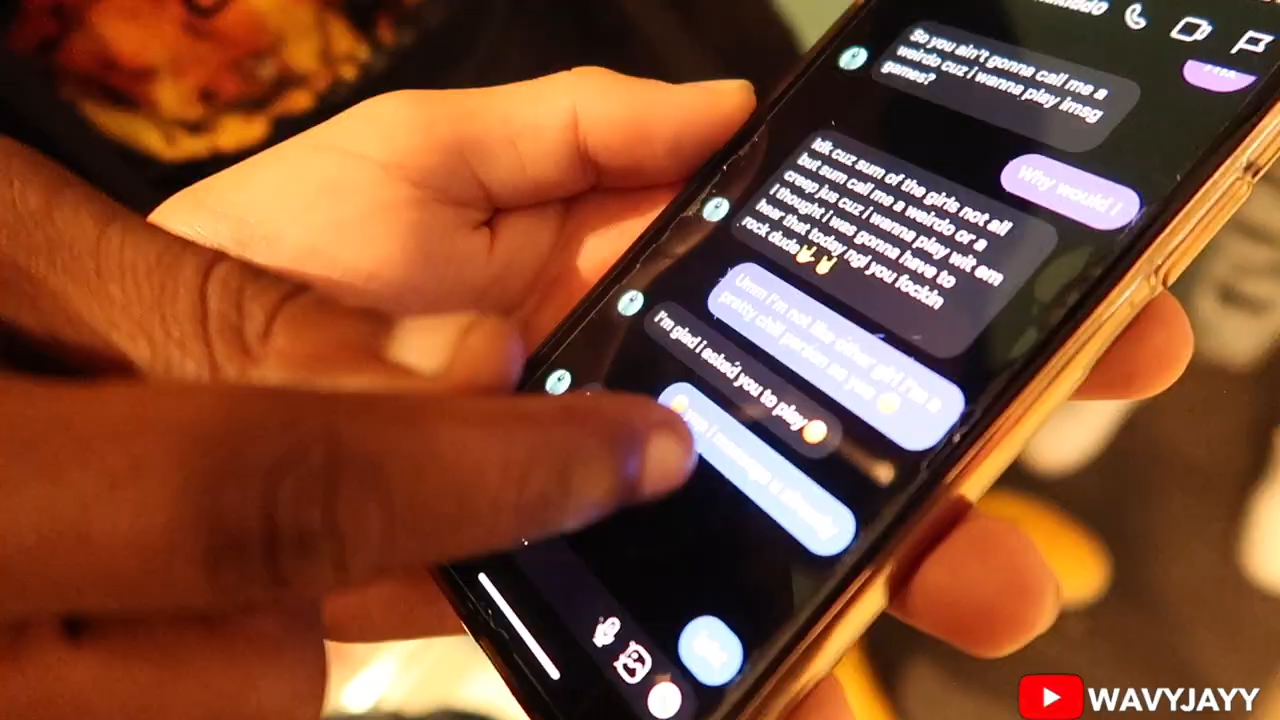 So you ain't gonna call me a
weirdo cuz i wanna play imsg
games?
Why would I
Idk cuz sum of the girls not all
but sum call me a weirdo or a
creep jus cuz i wanna play wit em
I thought i was gonna have to
hear that today ngl you fockin
rock dude🤘🤘
Umm I'm not like other girl I'm a
pretty chill person so yea
I'm glad i asked you to play
WAVYJAYY